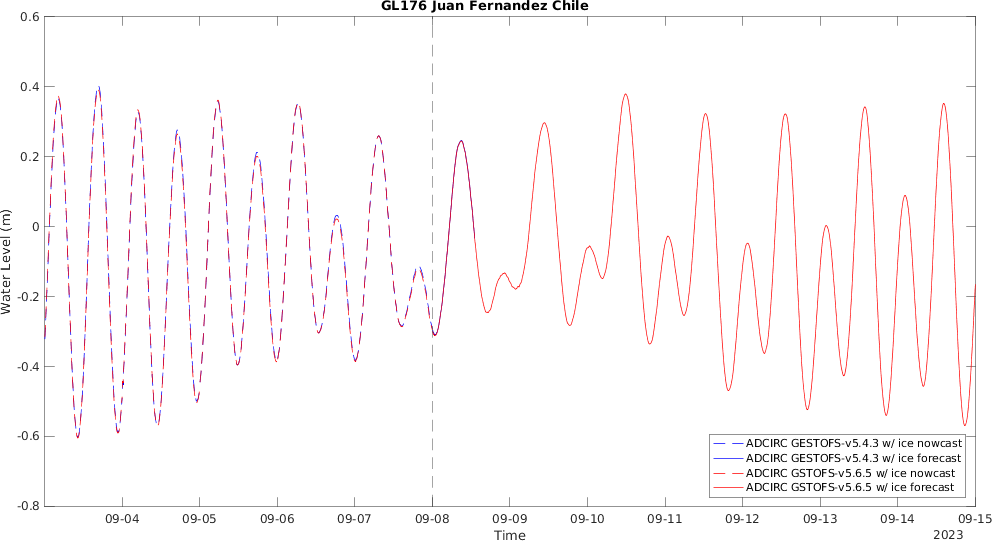 GL176 Juan Fernandez Chile
0.6
0.4
0.2
0
-0.2
-0.4
-0.6
-0.8
Water Level (m)
09-04 09-05 09-06 09-07 09-08 09-09 09-10 09-11 09-12 09-13 09-14 09-15
Time
2023
ADCIRC GESTOFS-v5.4.3 w/ ice nowcast
ADCIRC GESTOFS-v5.4.3 w/ ice forecast
ADCIRC GSTOFS-v5.6.5 w/ ice nowcast
ADCIRC GSTOFS-v5.6.5 w/ ice forecast